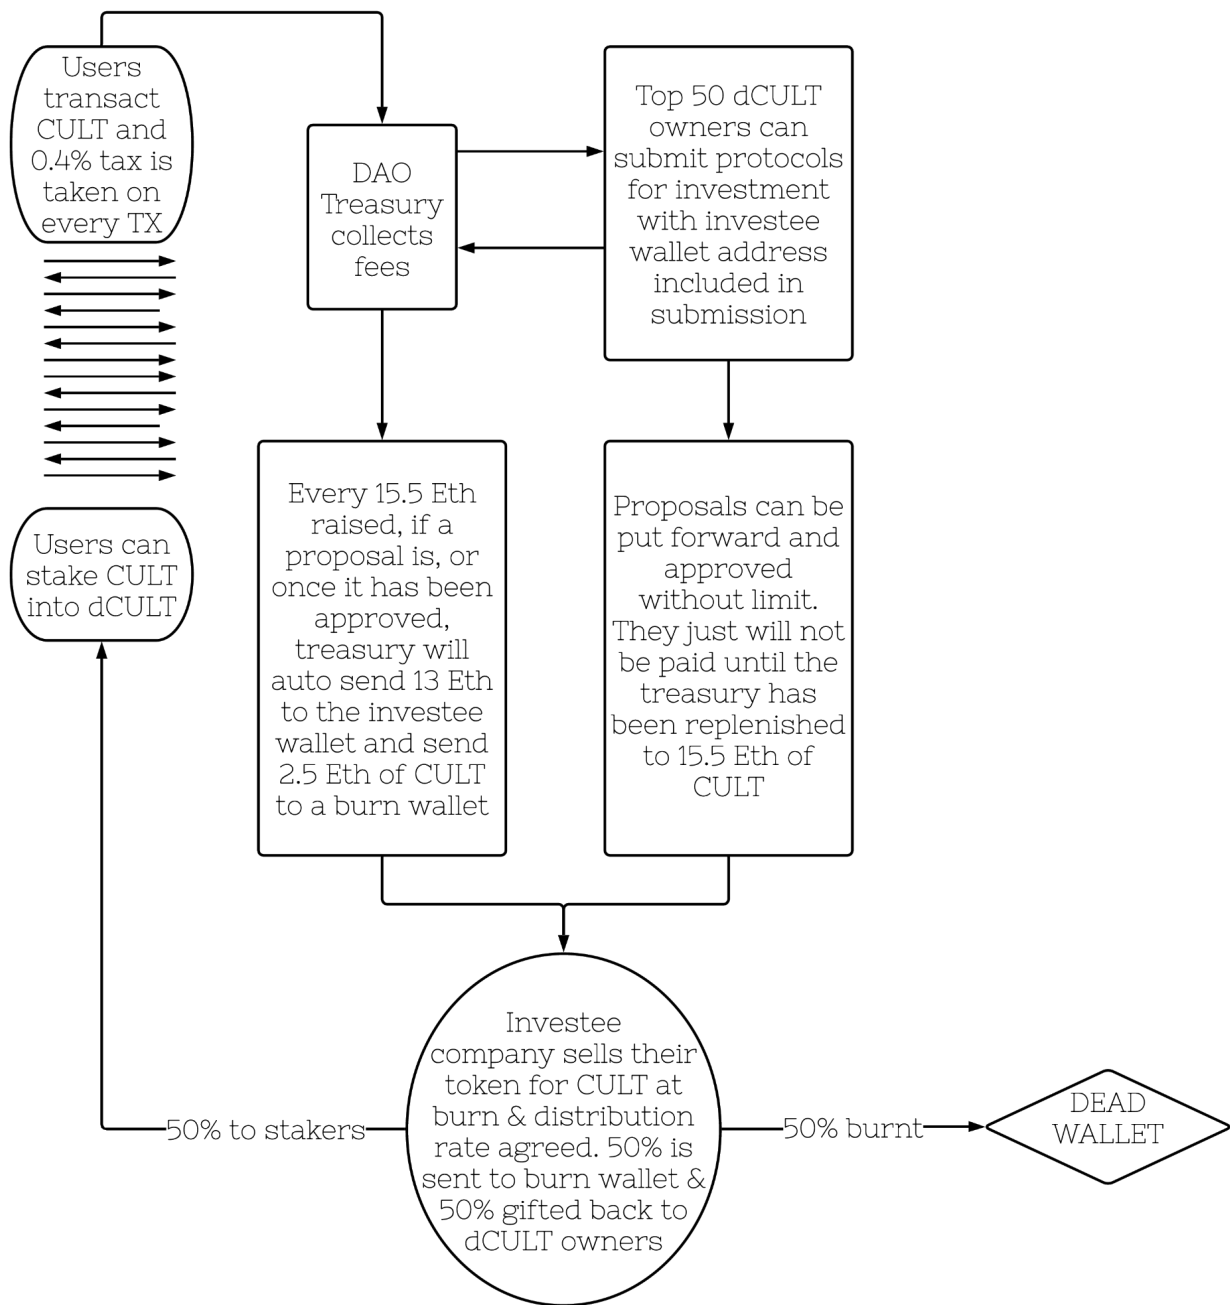 Users
transact
CULT and
0.4% tax is
taken on
every TX
DAO
Treasury
collects
fees
Top 50 dCULT
owners can
submit protocols
for investment
with investee
wallet address
included in
submission
Users can
stake CULT
into dCULT
Every 15.5 Eth
raised, if a
proposal is, or
once it has been
approved,
treasury will
auto send 13 Eth
to the investee
wallet and send
2.5 Eth of CULT
to a burn wallet
Proposals can be
put forward and
approved
without limit.
They just will not
be paid until the
treasury has
been replenished
to 15.5 Eth of
CULT
Investee
company sells their
token for CULT at
burn & distribution
rate agreed. 50% is
sent to burn wallet &
50% gifted back to
dCULT owners
50% to stakers
50% burnt
DEAD
WALLET